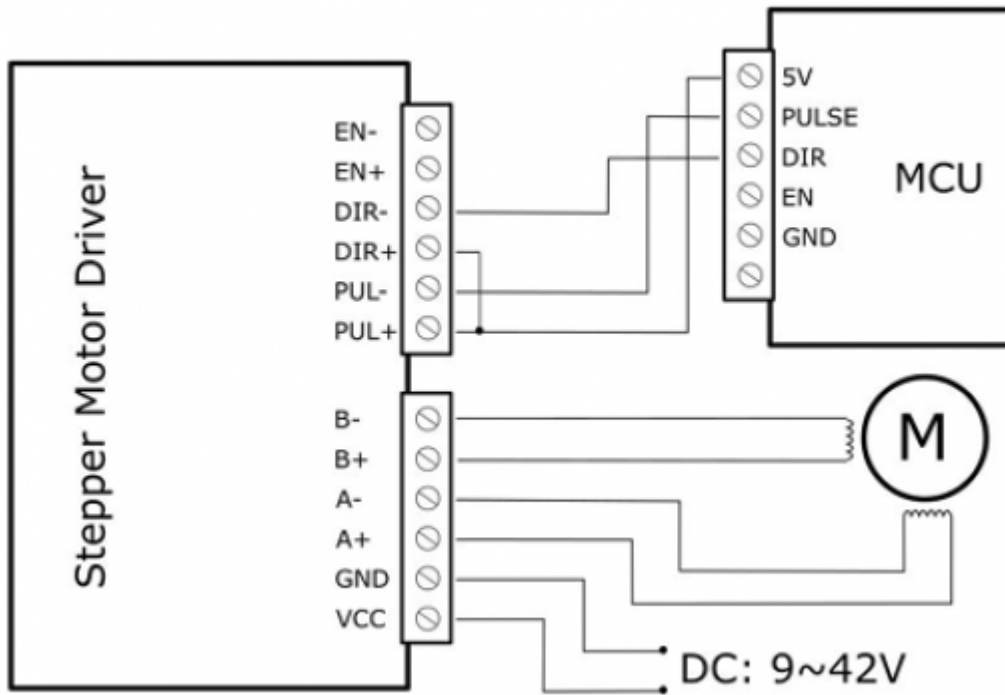 Stepper Motor Driver
EN-
EN+
DIR-
DIR+
PUL-
PUL+
B-
B+
A-
A+
GND
VCC
5V
PULSE
DIR
EN
GND
MCU
M
DC: 9~42V